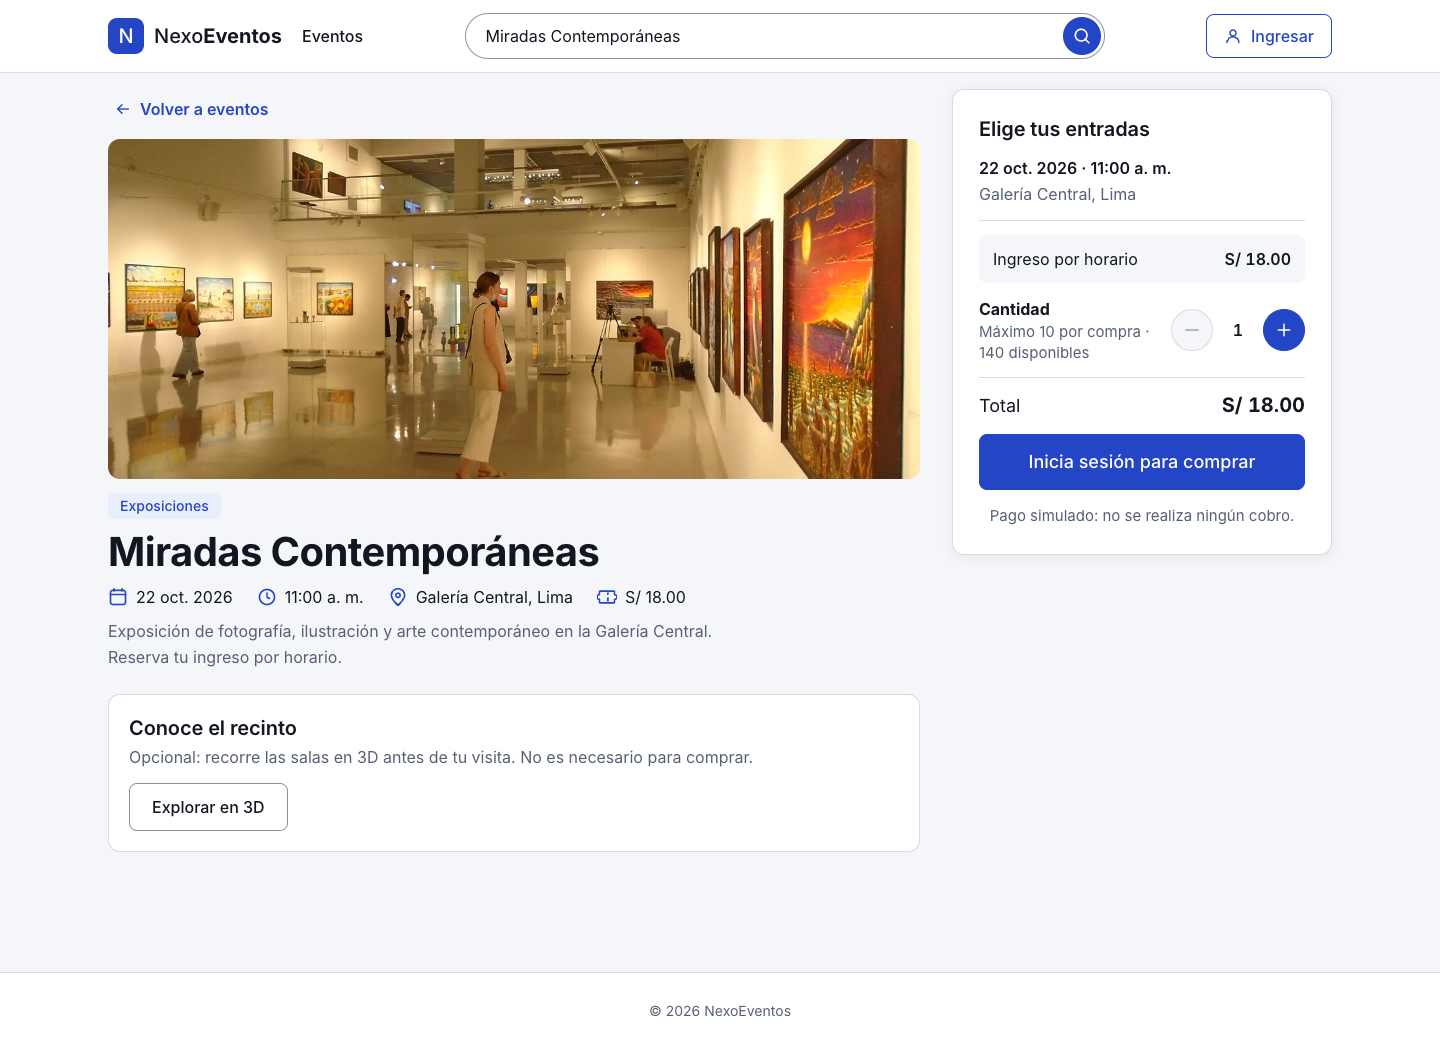 N NexoEventos Eventos Miradas Contemporáneas Ingresar
Volver a eventos
Exposiciones
Miradas Contemporáneas
22 oct. 2026 11:00 a. m. Galería Central, Lima S/ 18.00
Exposición de fotografía, ilustración y arte contemporáneo en la Galería Central.
Reserva tu ingreso por horario.
Conoce el recinto
Opcional: recorre las salas en 3D antes de tu visita. No es necesario para comprar.
Explorar en 3D
Elige tus entradas
22 oct. 2026 · 11:00 a. m.
Galería Central, Lima
Ingreso por horario S/ 18.00
Cantidad
Máximo 10 por compra ·
140 disponibles
1
Total S/ 18.00
Inicia sesión para comprar
Pago simulado: no se realiza ningún cobro.
© 2026 NexoEventos